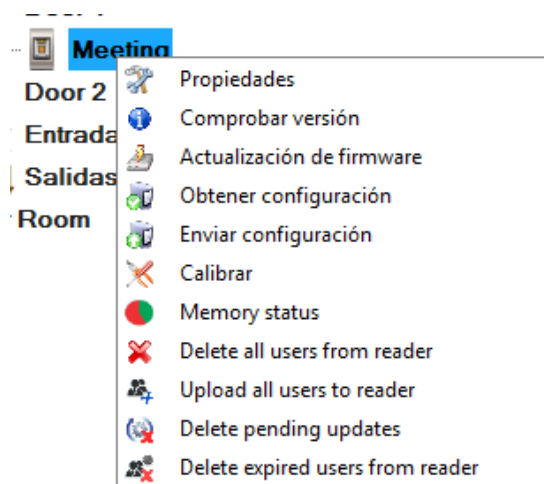 Meeting
Propiedades
Door 2
Comprobar versión
Entrada
Actualización de firmware
Salidas
Obtener configuración
Room
Enviar configuración
Calibrar
Memory status
Delete all users from reader
Upload all users to reader
Delete pending updates
Delete expired users from reader